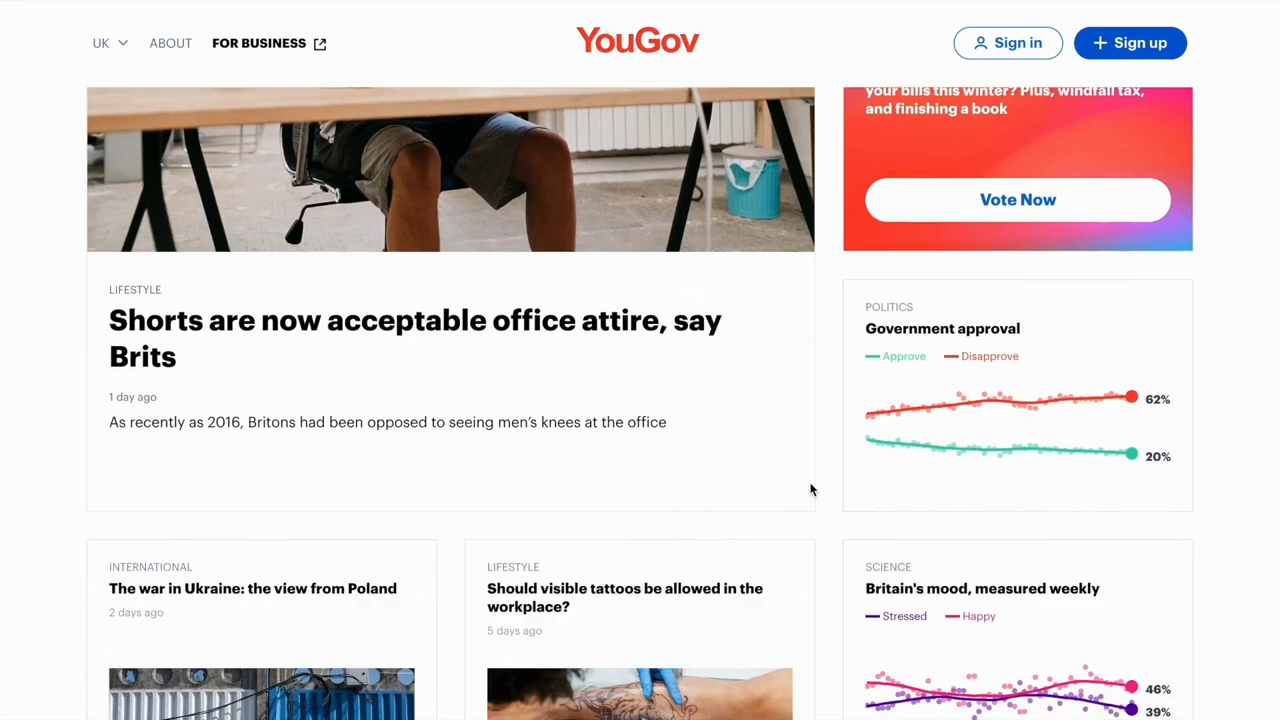 UK
ABOUT
FOR BUSINESS
YouGov
Sign in
+ Sign up
your bills this winter? Plus, windfall tax,
and finishing a book
Vote Now
LIFESTYLE
Shorts are now acceptable office attire, say
Brits
1 day ago
As recently as 2016, Britons had been opposed to seeing men’s knees at the office
POLITICS
Government approval
Approve
Disapprove
62%
20%
INTERNATIONAL
The war in Ukraine: the view from Poland
2 days ago
LIFESTYLE
Should visible tattoos be allowed in the
workplace?
5 days ago
SCIENCE
Britain's mood, measured weekly
Stressed
Happy
46%
39%